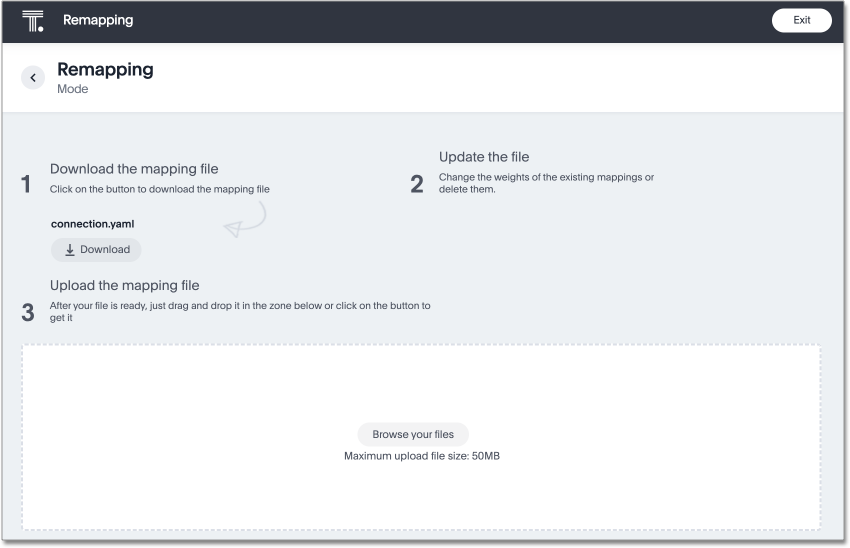 T. Remapping
Exit
Remapping
Mode
1
Download the mapping file
Click on the button to download the mapping file
connection.yaml
Download
2
Update the file
Change the weights of the existing mappings or
delete them.
3
Upload the mapping file
After your file is ready, just drag and drop it in the zone below or click on the button to
get it
Browse your files
Maximum upload file size: 50MB